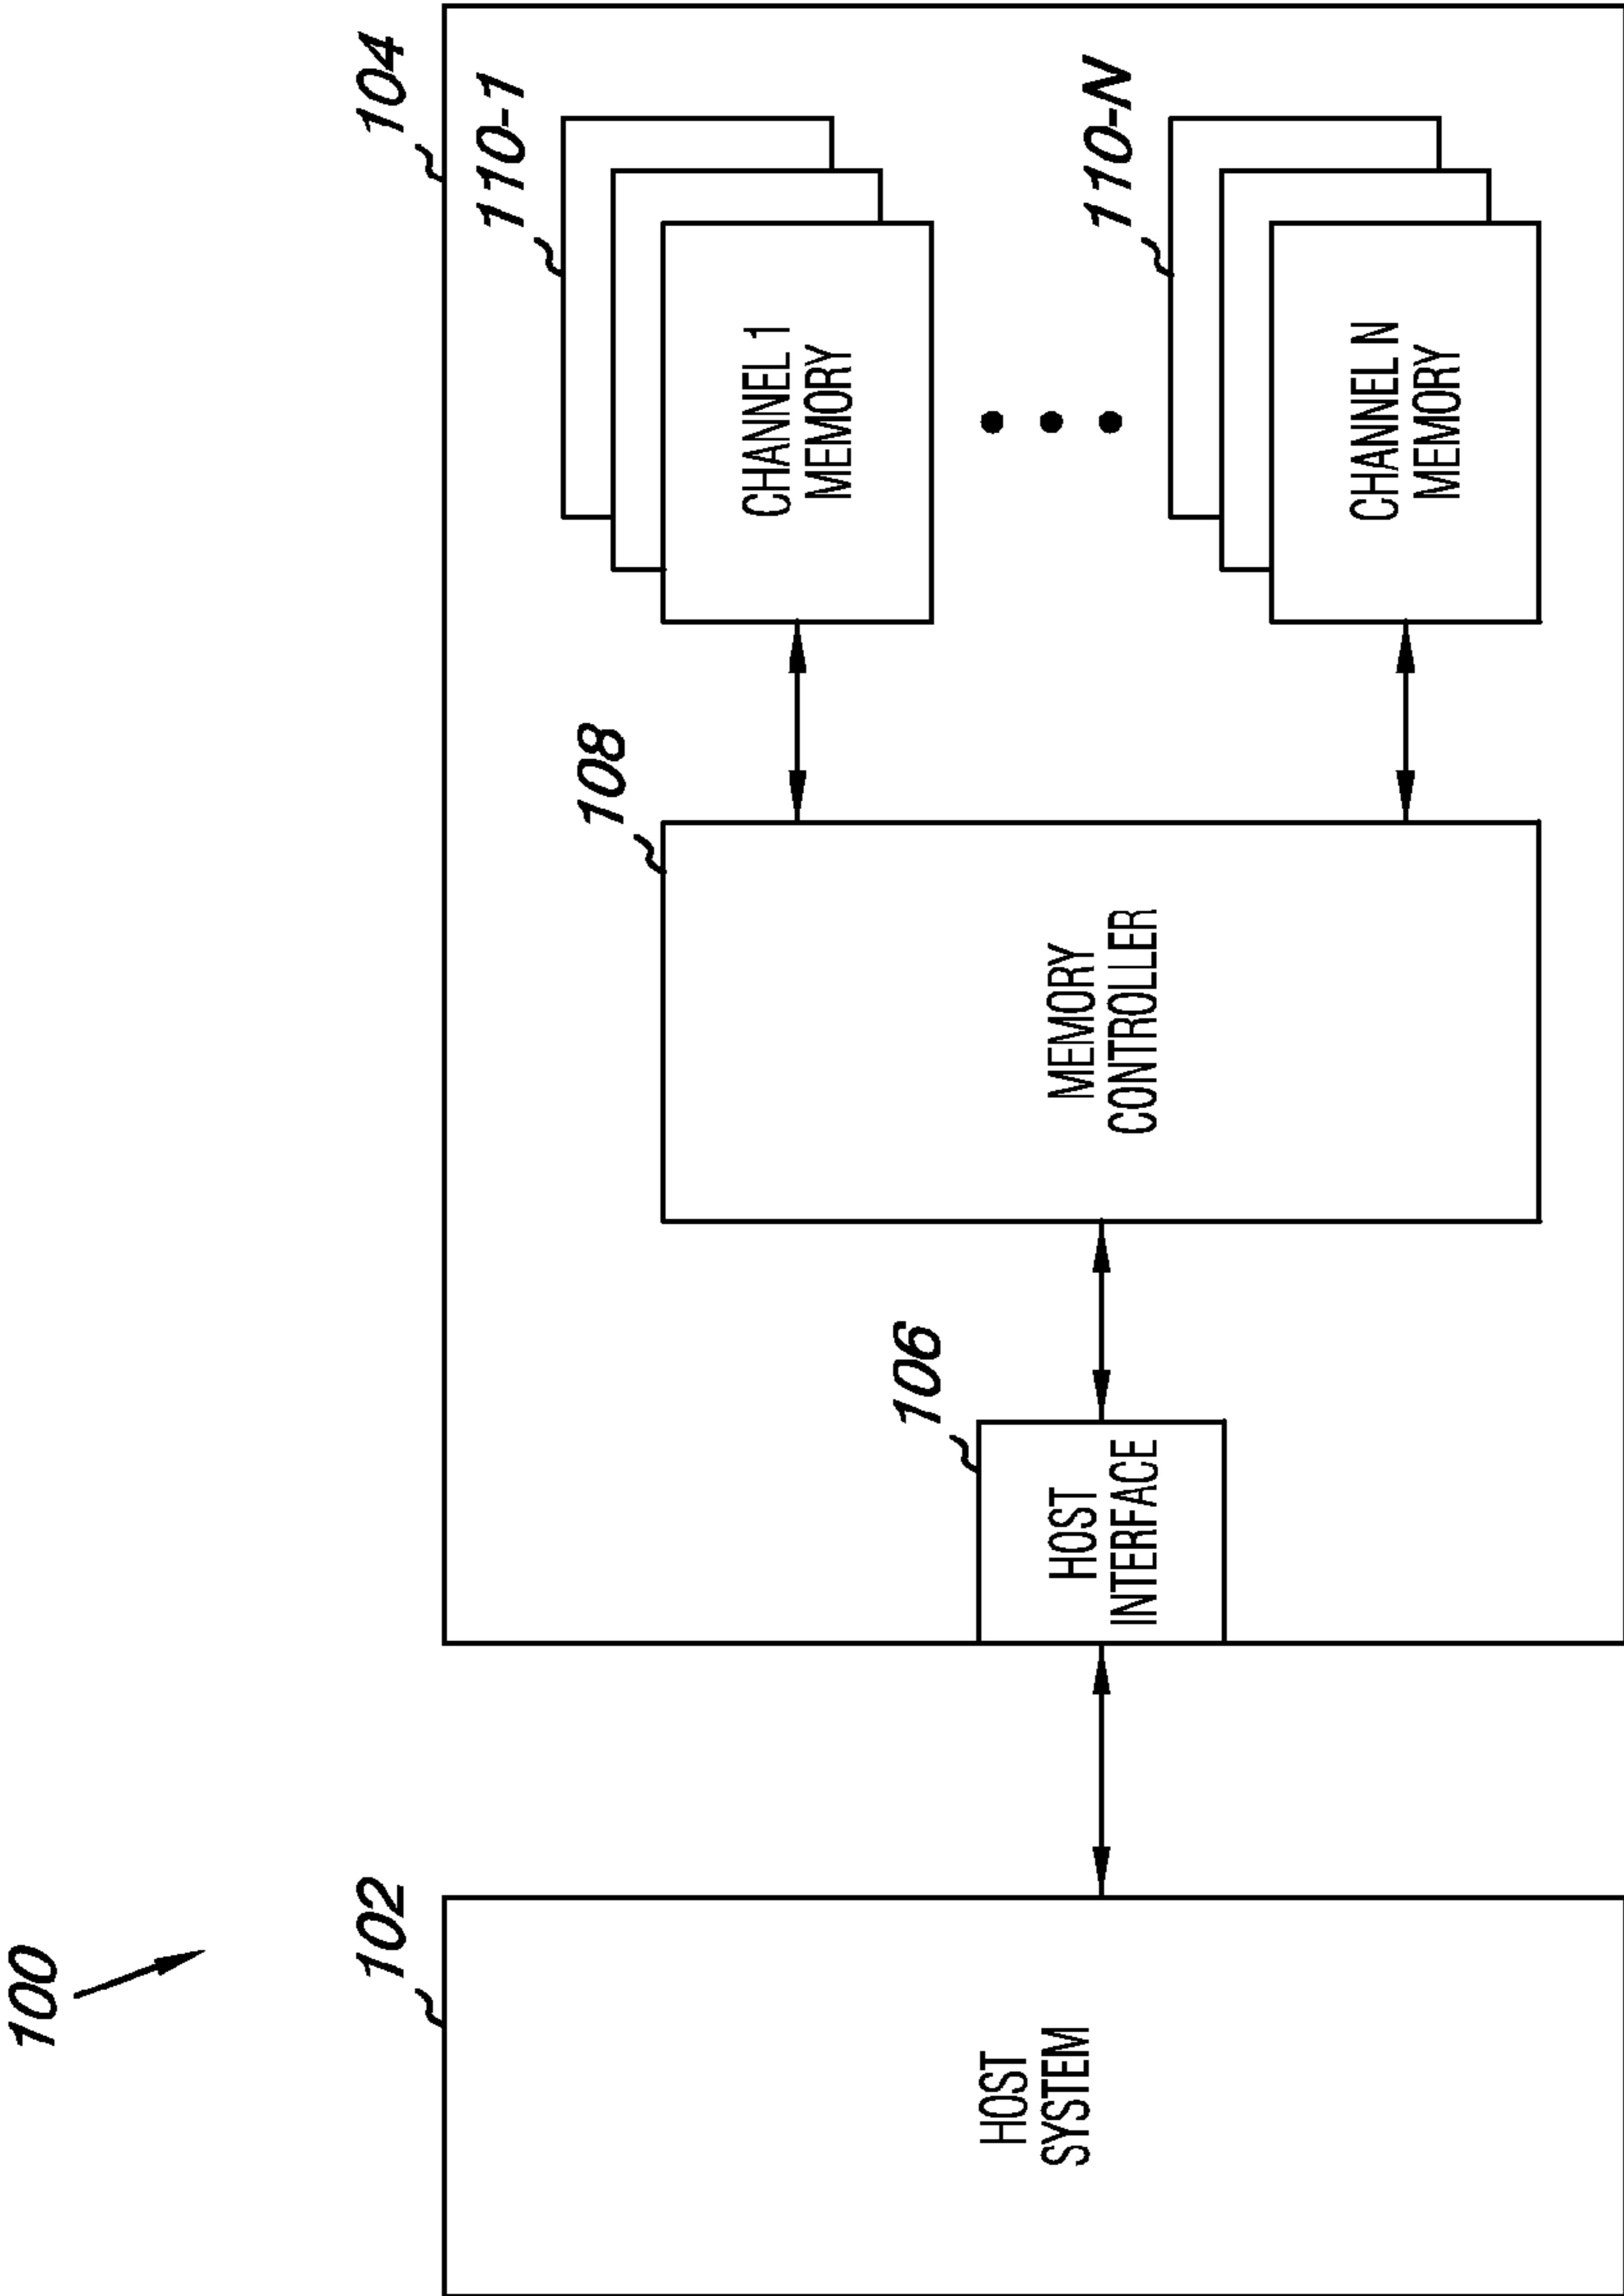 100
102
HOST
SYSTEM
104
106
HOST
INTERFACE
108
MEMORY
CONTROLLER
110-1
CHANNEL 1
MEMORY
110-N
CHANNEL N
MEMORY